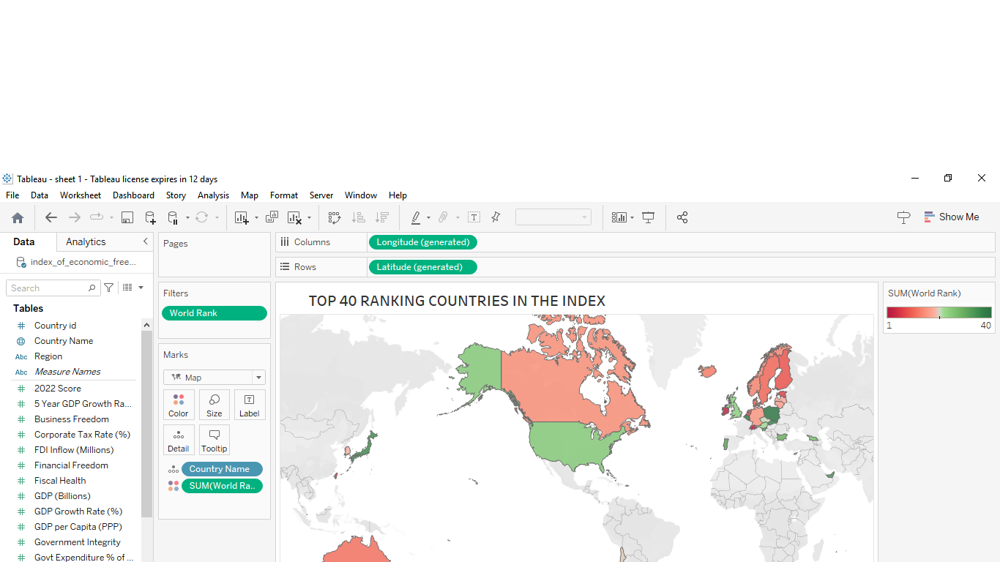 Tableau - sheet 1 - Tableau license expires in 12 days
File Data Worksheet Dashboard Story Analysis Map Format Server Window Help
Show Me
Data Analytics
index_of_economic_free...
Search
Tables
Country id
Abc Country Name
Abc Region
Abc Measure Names
2022 Score
5 Year GDP Growth Ra...
Business Freedom
Corporate Tax Rate (%)
FDI Inflow (Millions)
Financial Freedom
Fiscal Health
GDP (Billions)
GDP Growth Rate (%)
GDP per Capita (PPP)
Government Integrity
Govt Expenditure % of ...
Pages
Filters
World Rank
Marks
Map
Color Size Label
Detail Tooltip
Country Name
SUM(World Ra..
Columns Longitude (generated)
Rows Latitude (generated)
TOP 40 RANKING COUNTRIES IN THE INDEX
SUM(World Rank)
1 40